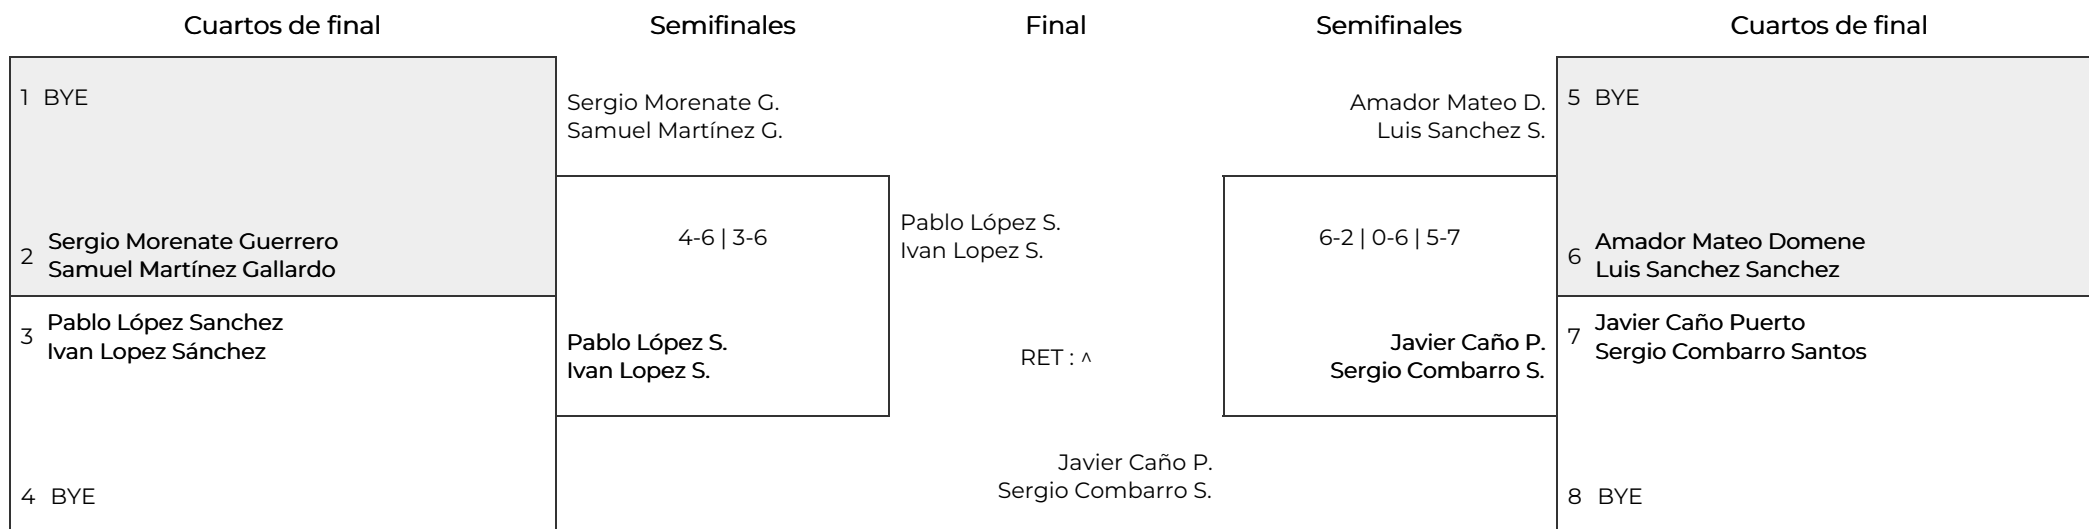 Cuartos de final
Semifinales
Final
Semifinales
Cuartos de final
1 BYE
2 Sergio Morenate Guerrero
Samuel Martínez Gallardo
3 Pablo López Sanchez
Ivan Lopez Sánchez
4 BYE
Sergio Morenate G.
Samuel Martínez G.
4-6 | 3-6
Pablo López S.
Ivan Lopez S.
Pablo López S.
Ivan Lopez S.
RET : ^
Javier Caño P.
Sergio Combarro S.
Amador Mateo D.
Luis Sanchez S.
6-2 | 0-6 | 5-7
Javier Caño P.
Sergio Combarro S.
5 BYE
6 Amador Mateo Domene
Luis Sanchez Sanchez
7 Javier Caño Puerto
Sergio Combarro Santos
8 BYE